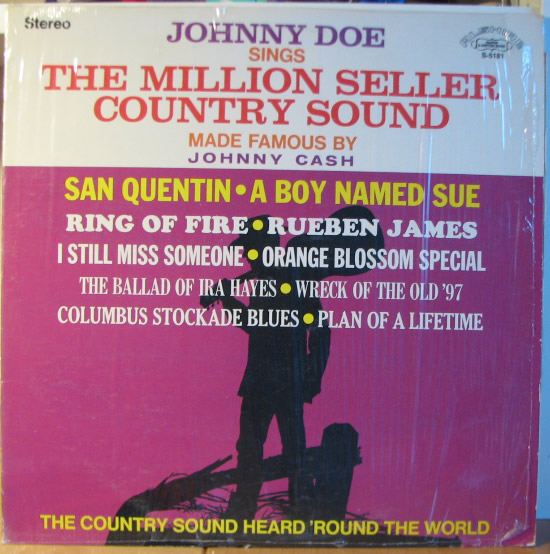 Stereo
JOHNNY DOE
SINGS
THE MILLION SELLER
COUNTRY SOUND
MADE FAMOUS BY
JOHNNY CASH
S-5181
SAN QUENTIN • A BOY NAMED SUE
RING OF FIRE • RUEBEN JAMES
I STILL MISS SOMEONE • ORANGE BLOSSOM SPECIAL
THE BALLAD OF IRA HAYES • WRECK OF THE OLD '97
COLUMBUS STOCKADE BLUES • PLAN OF A LIFETIME
THE COUNTRY SOUND HEARD 'ROUND THE WORLD